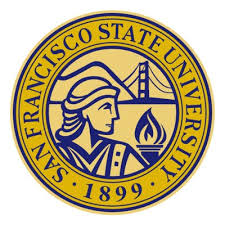 SAN FRANCISCO STATE UNIVERSITY
· 1899 ·